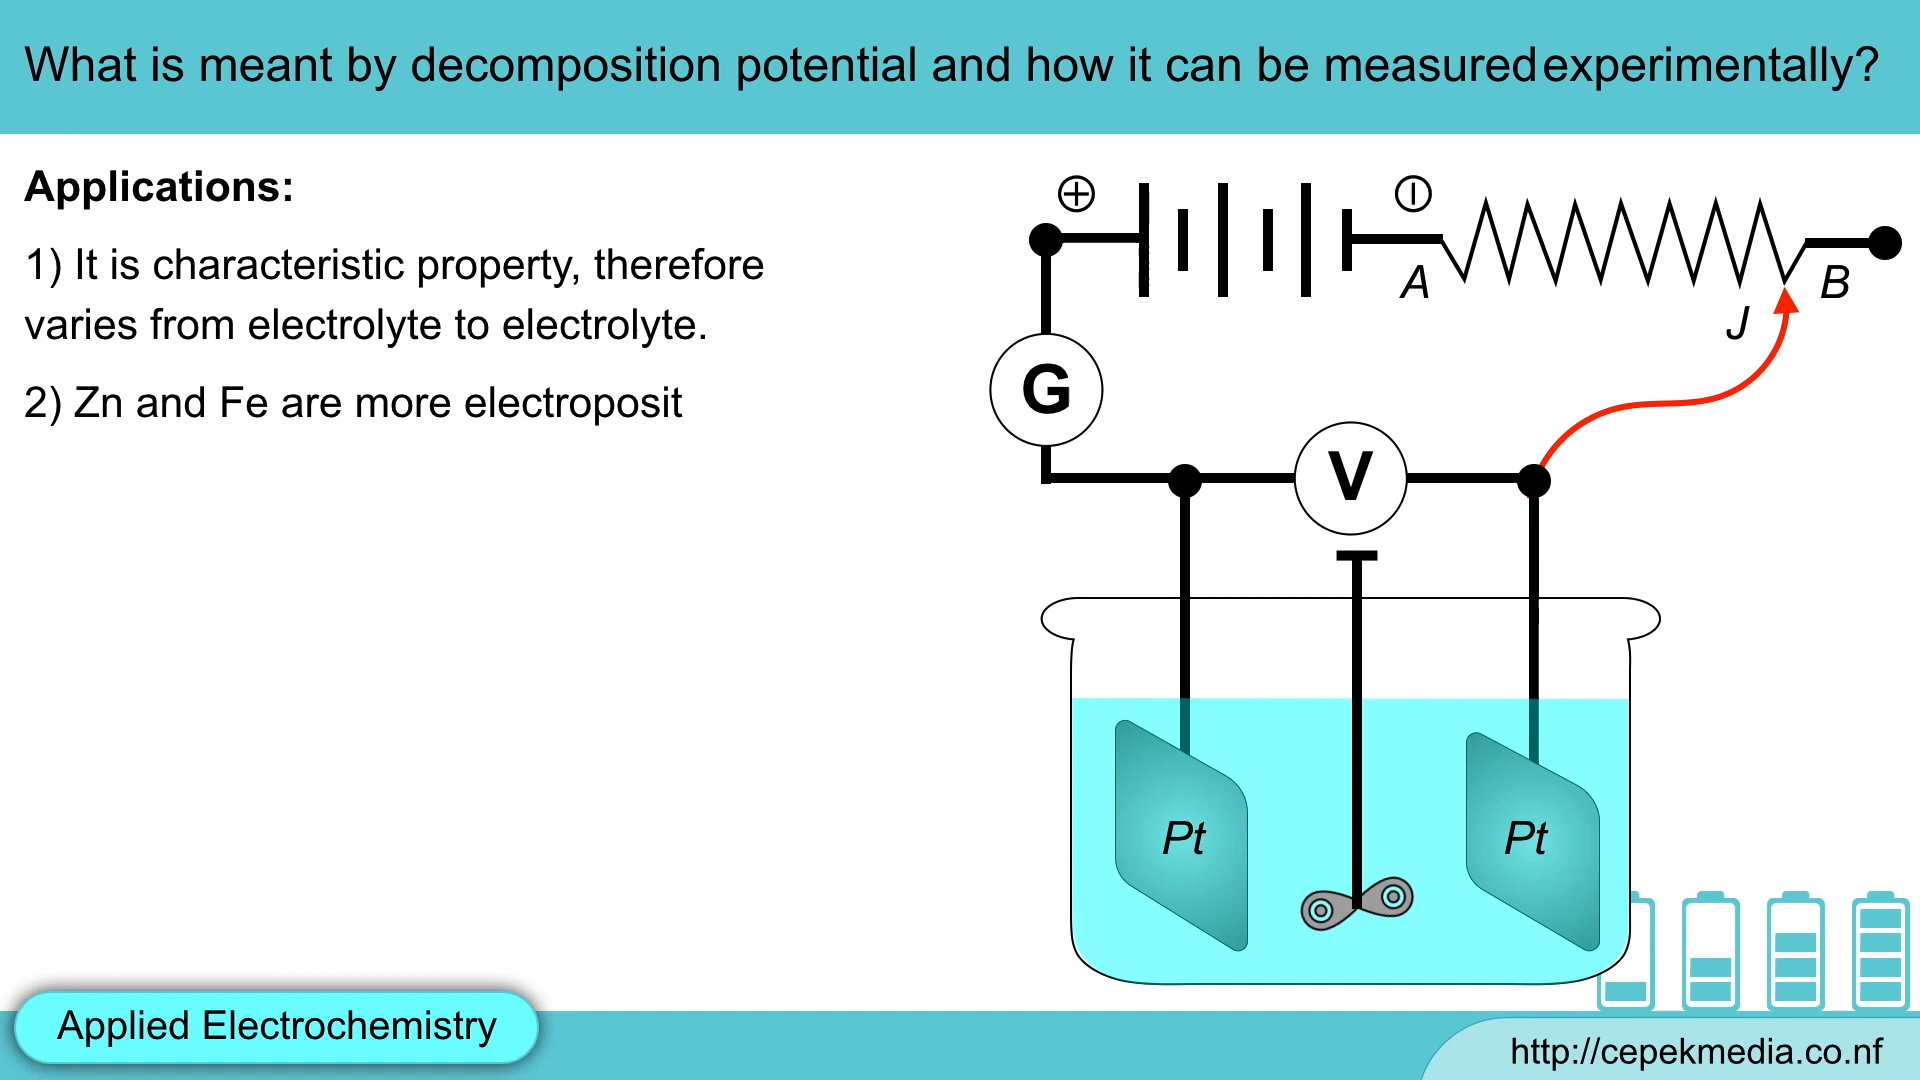 What is meant by decomposition potential and how it can be measured experimentally?
Applications:
1) It is characteristic property, therefore
varies from electrolyte to electrolyte.
2) Zn and Fe are more electroposit
A
B
J
G
V
Pt
Pt
Applied Electrochemistry
http://cepekmedia.co.nf